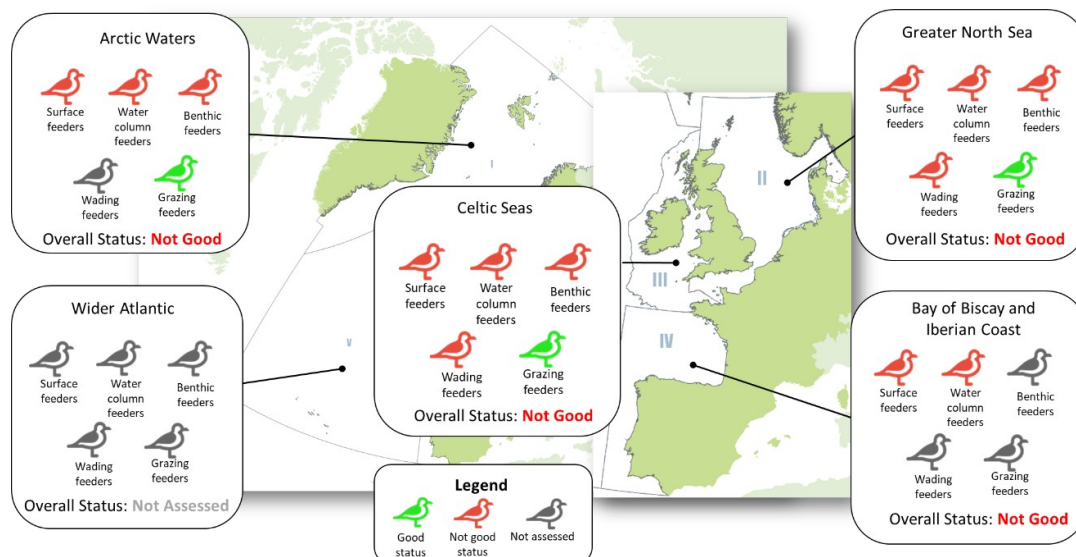 Arctic Waters
Surface
feeders
Water
column
feeders
Benthic
feeders
Wading
feeders
Grazing
feeders
Overall Status: Not Good
Wider Atlantic
Surface
feeders
Water
column
feeders
Benthic
feeders
Wading
feeders
Grazing
feeders
Overall Status: Not Assessed
I
V
Celtic Seas
Surface
feeders
Water
column
feeders
Benthic
feeders
Wading
feeders
Grazing
feeders
Overall Status: Not Good
Legend
Good
status
Not good
status
Not assessed
II
III
IV
Greater North Sea
Surface
feeders
Water
column
feeders
Benthic
feeders
Wading
feeders
Grazing
feeders
Overall Status: Not Good
Bay of Biscay and
Iberian Coast
Surface
feeders
Water
column
feeders
Benthic
feeders
Wading
feeders
Grazing
feeders
Overall Status: Not Good